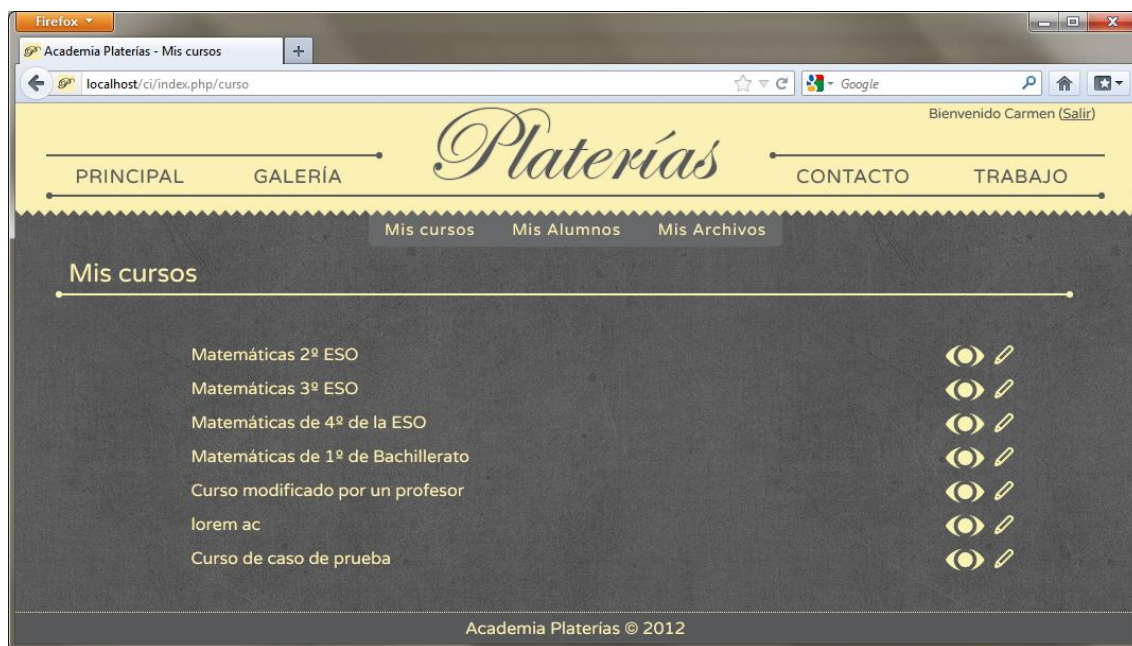 Firefox
Academia Platerías - Mis cursos
localhost/ci/index.php/curso
Google
Bienvenido Carmen (Salir)
Platerías
PRINCIPAL GALERÍA CONTACTO TRABAJO
Mis cursos Mis Alumnos Mis Archivos
Mis cursos
Matemáticas 2º ESO
Matemáticas 3º ESO
Matemáticas de 4º de la ESO
Matemáticas de 1º de Bachillerato
Curso modificado por un profesor
lorem ac
Curso de caso de prueba
Academia Platerías © 2012